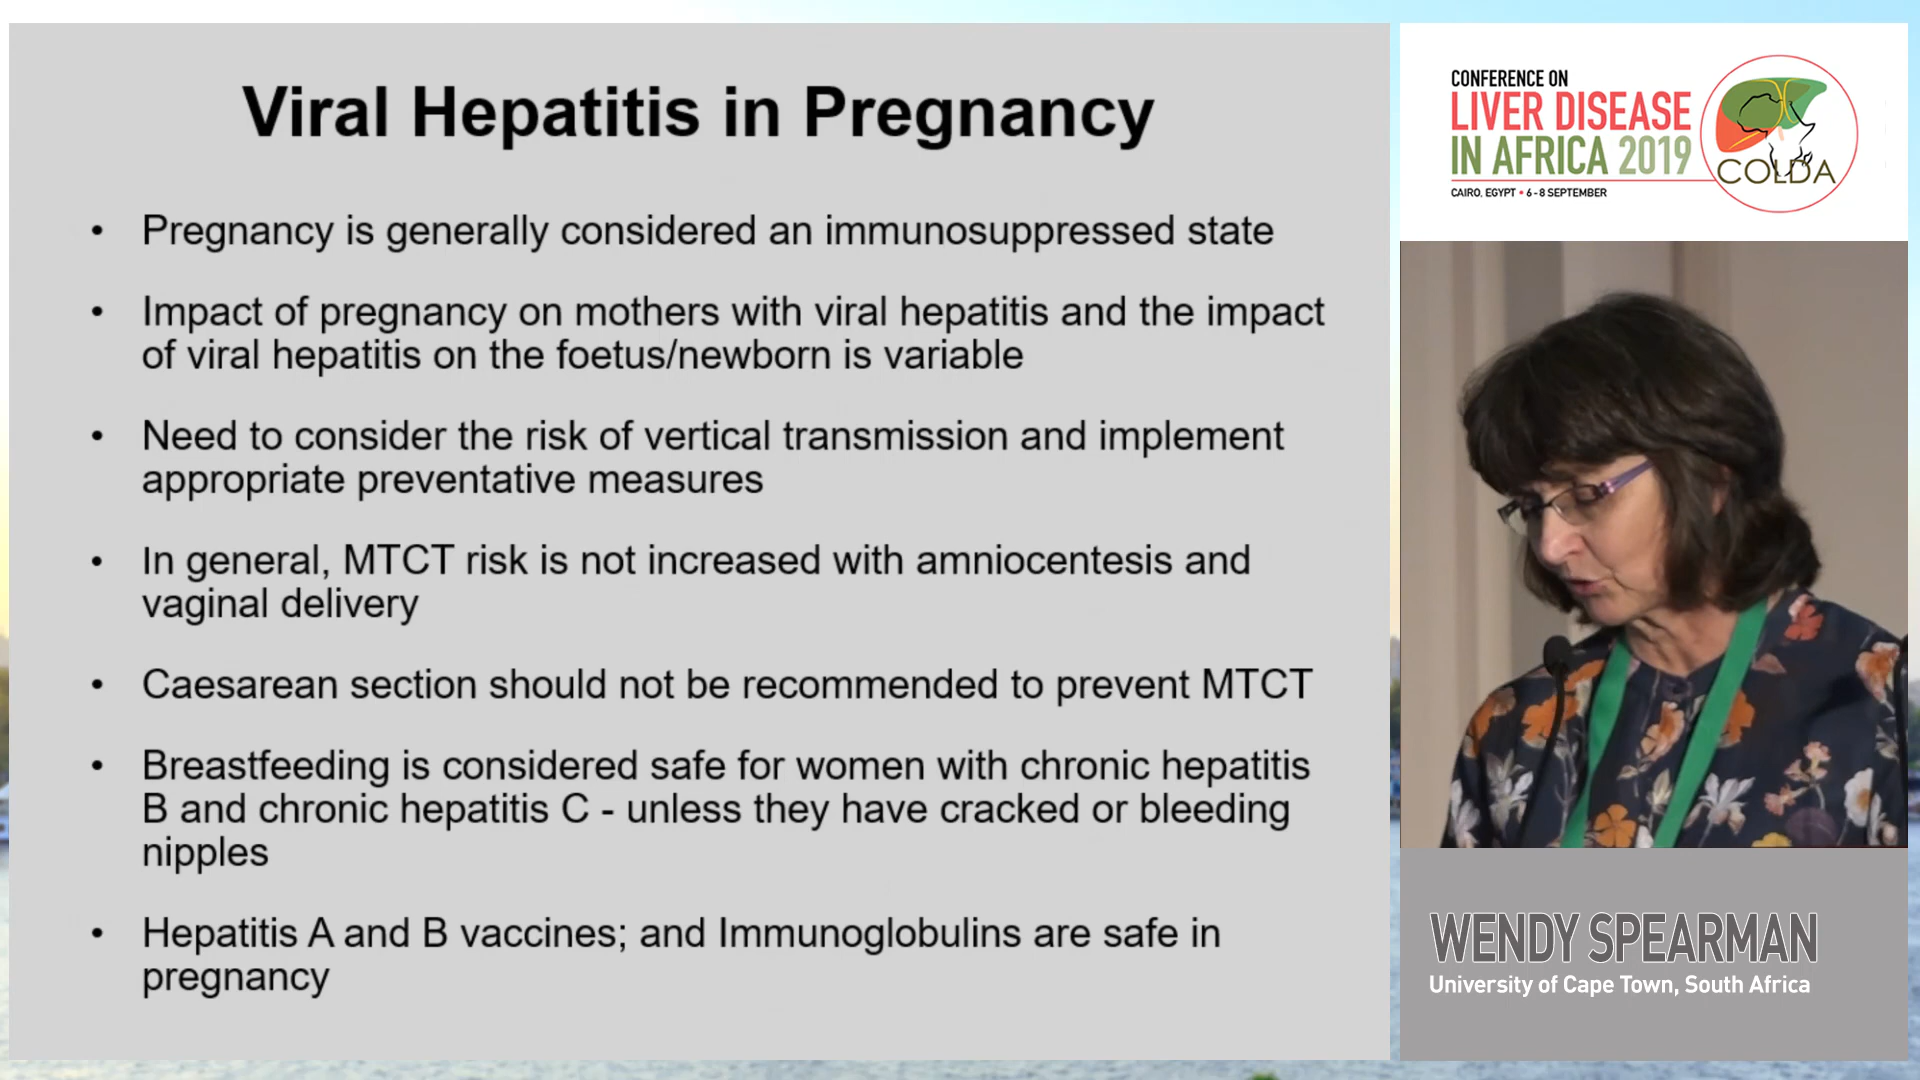 Viral Hepatitis in Pregnancy
• Pregnancy is generally considered an immunosuppressed state
• Impact of pregnancy on mothers with viral hepatitis and the impact
of viral hepatitis on the foetus/newborn is variable
• Need to consider the risk of vertical transmission and implement
appropriate preventative measures
• In general, MTCT risk is not increased with amniocentesis and
vaginal delivery
• Caesarean section should not be recommended to prevent MTCT
• Breastfeeding is considered safe for women with chronic hepatitis
B and chronic hepatitis C - unless they have cracked or bleeding
nipples
• Hepatitis A and B vaccines; and Immunoglobulins are safe in
pregnancy
CONFERENCE ON
LIVER DISEASE
IN AFRICA 2019
CAIRO, EGYPT • 6 - 8 SEPTEMBER
COLDA
WENDY SPEARMAN
University of Cape Town, South Africa